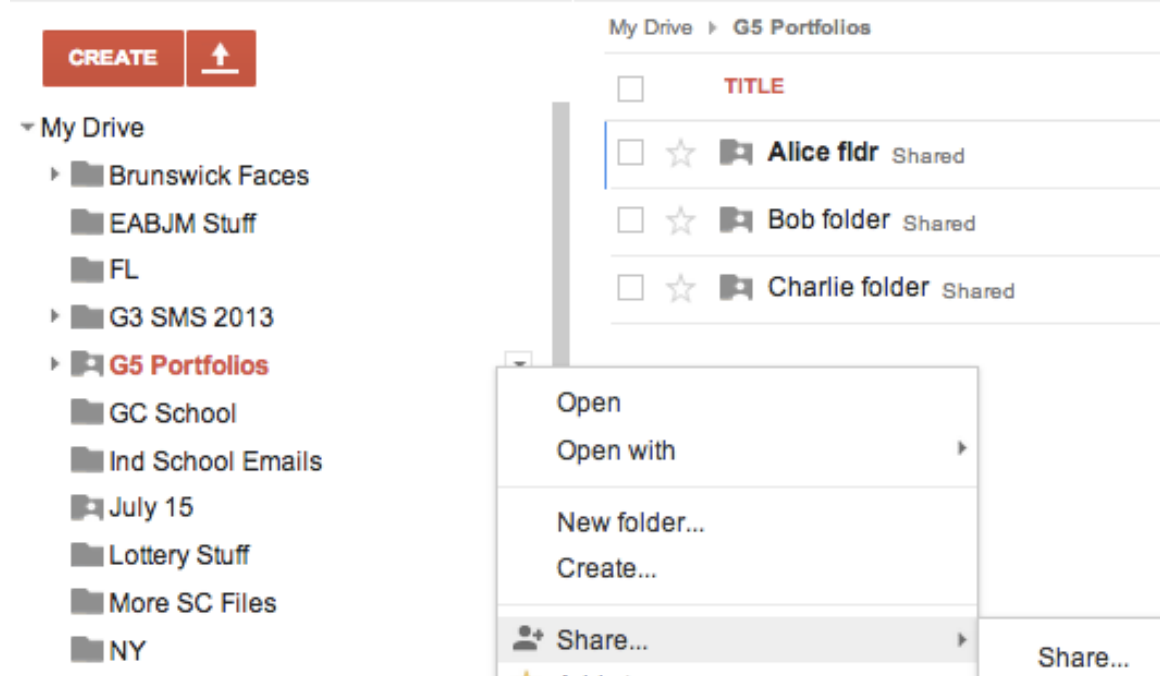 CREATE
My Drive
Brunswick Faces
EABJM Stuff
FL
G3 SMS 2013
G5 Portfolios
GC School
Ind School Emails
July 15
Lottery Stuff
More SC Files
NY
My Drive G5 Portfolios
TITLE
Alice fldr Shared
Bob folder Shared
Charlie folder Shared
Open
Open with
New folder...
Create...
Share...
Share...